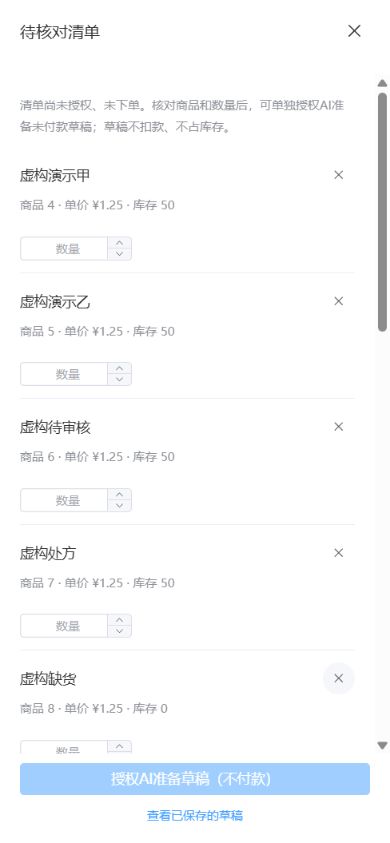 待核对清单
清单尚未授权、未下单。核对商品和数量后，可单独授权AI准
备未付款草稿；草稿不扣款、不占库存。
虚构演示甲
商品 4 · 单价 ¥1.25 · 库存 50
数量
虚构演示乙
商品 5 · 单价 ¥1.25 · 库存 50
数量
虚构待审核
商品 6 · 单价 ¥1.25 · 库存 50
数量
虚构处方
商品 7 · 单价 ¥1.25 · 库存 50
数量
虚构缺货
商品 8 · 单价 ¥1.25 · 库存 0
数量
授权AI准备草稿（不付款）
查看已保存的草稿